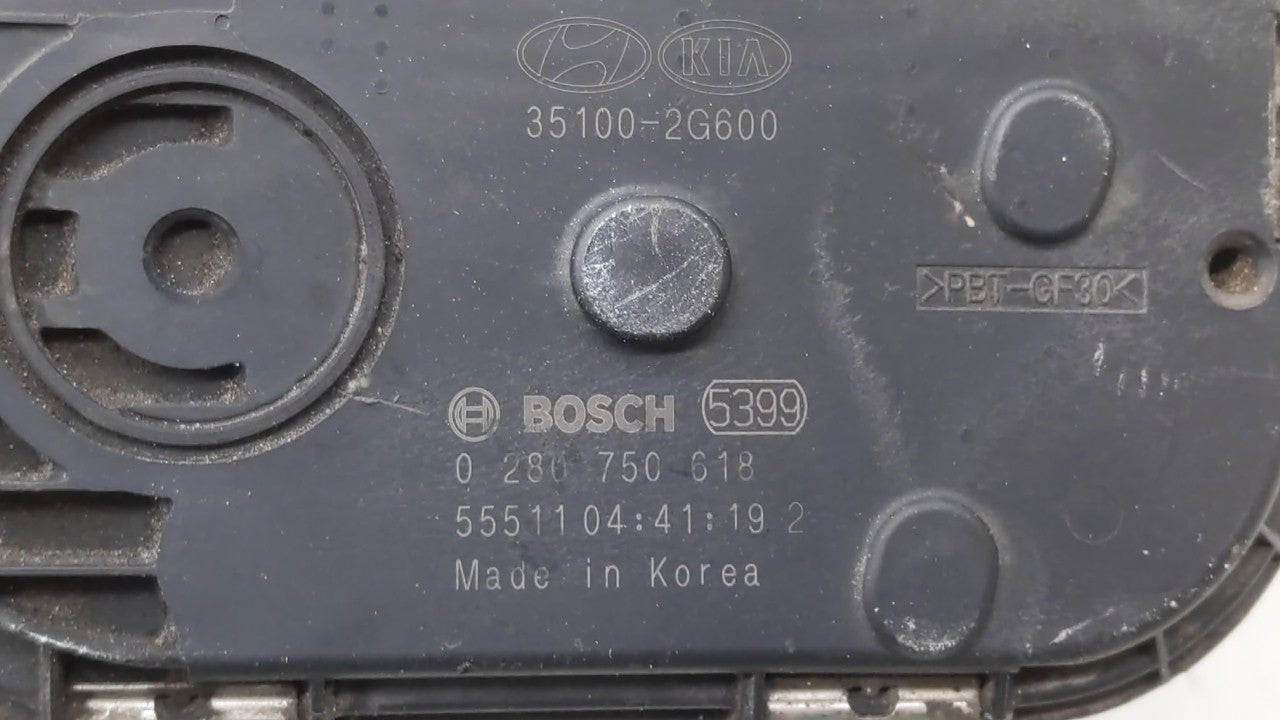 KIA
35100-2G600
>PBT-GF30<
BOSCH 5399
0 280 750 618
5551104:41:19 2
Made in Korea